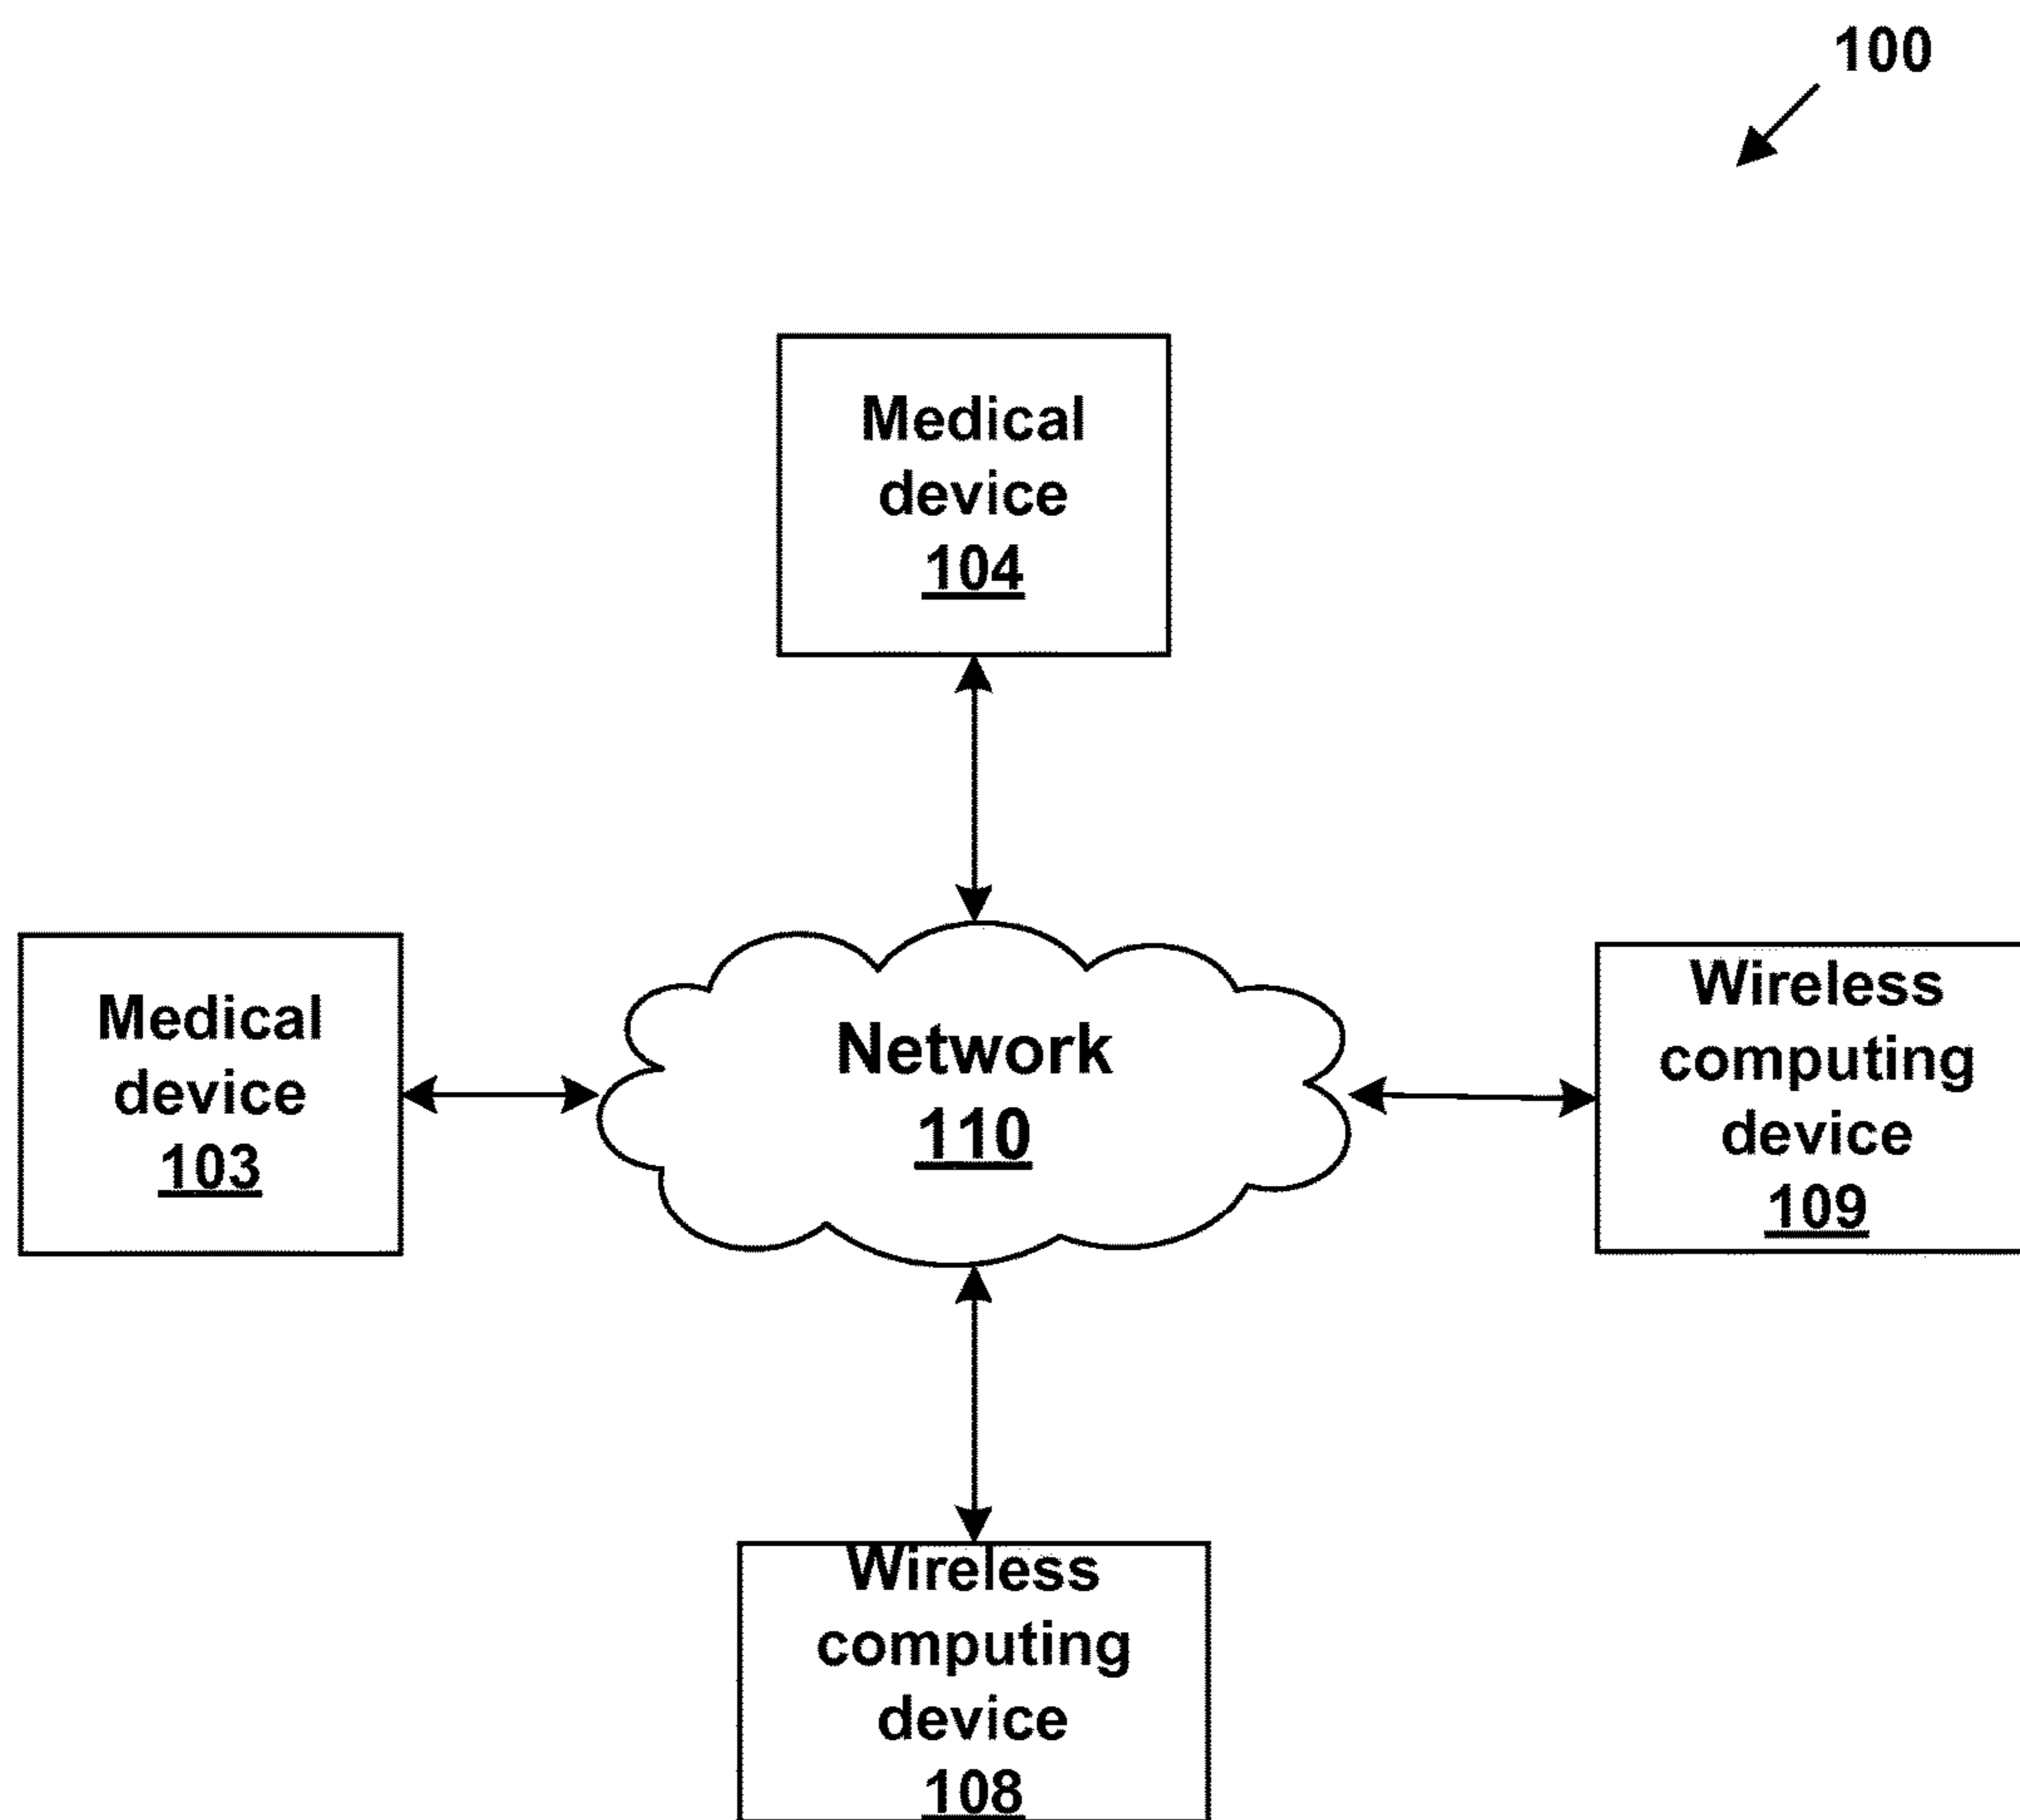 100
Medical
device
104
Medical
device
103
Network
110
Wireless
computing
device
109
Wireless
computing
device
108